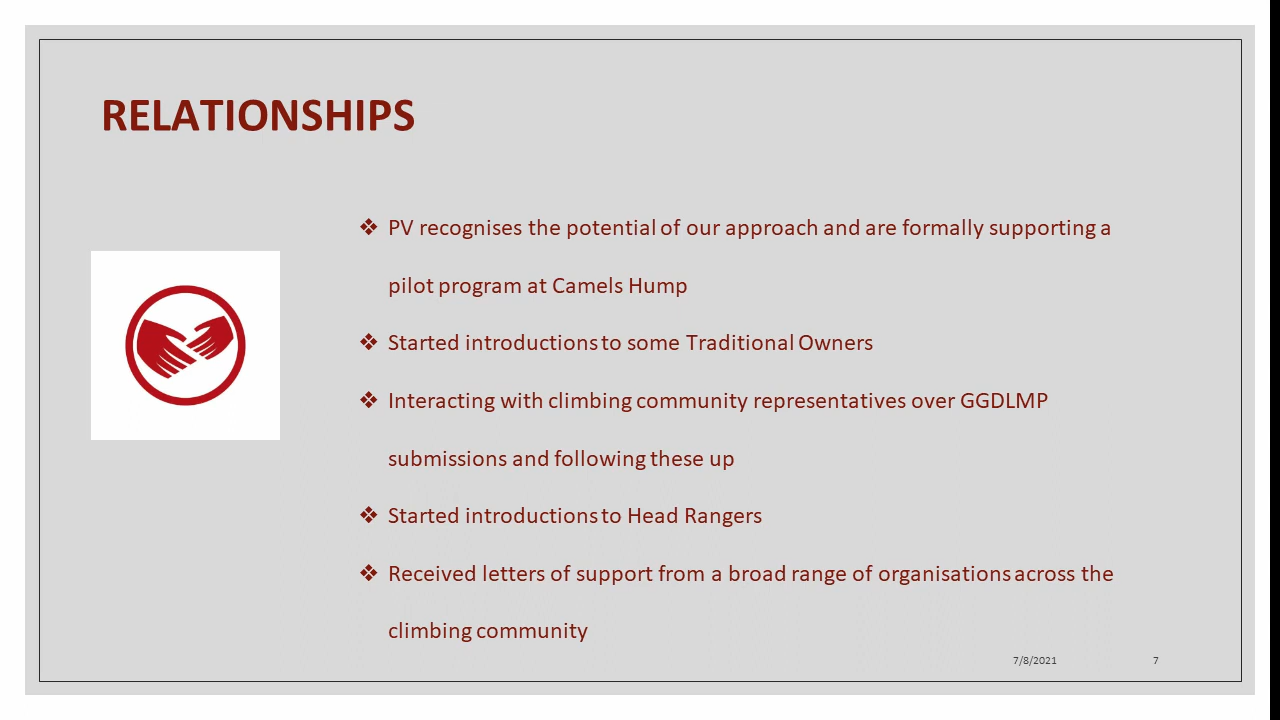 RELATIONSHIPS
❖ PV recognises the potential of our approach and are formally supporting a
pilot program at Camels Hump
❖ Started introductions to some Traditional Owners
❖ Interacting with climbing community representatives over GGDLMP
submissions and following these up
❖ Started introductions to Head Rangers
❖ Received letters of support from a broad range of organisations across the
climbing community
7/8/2021 7